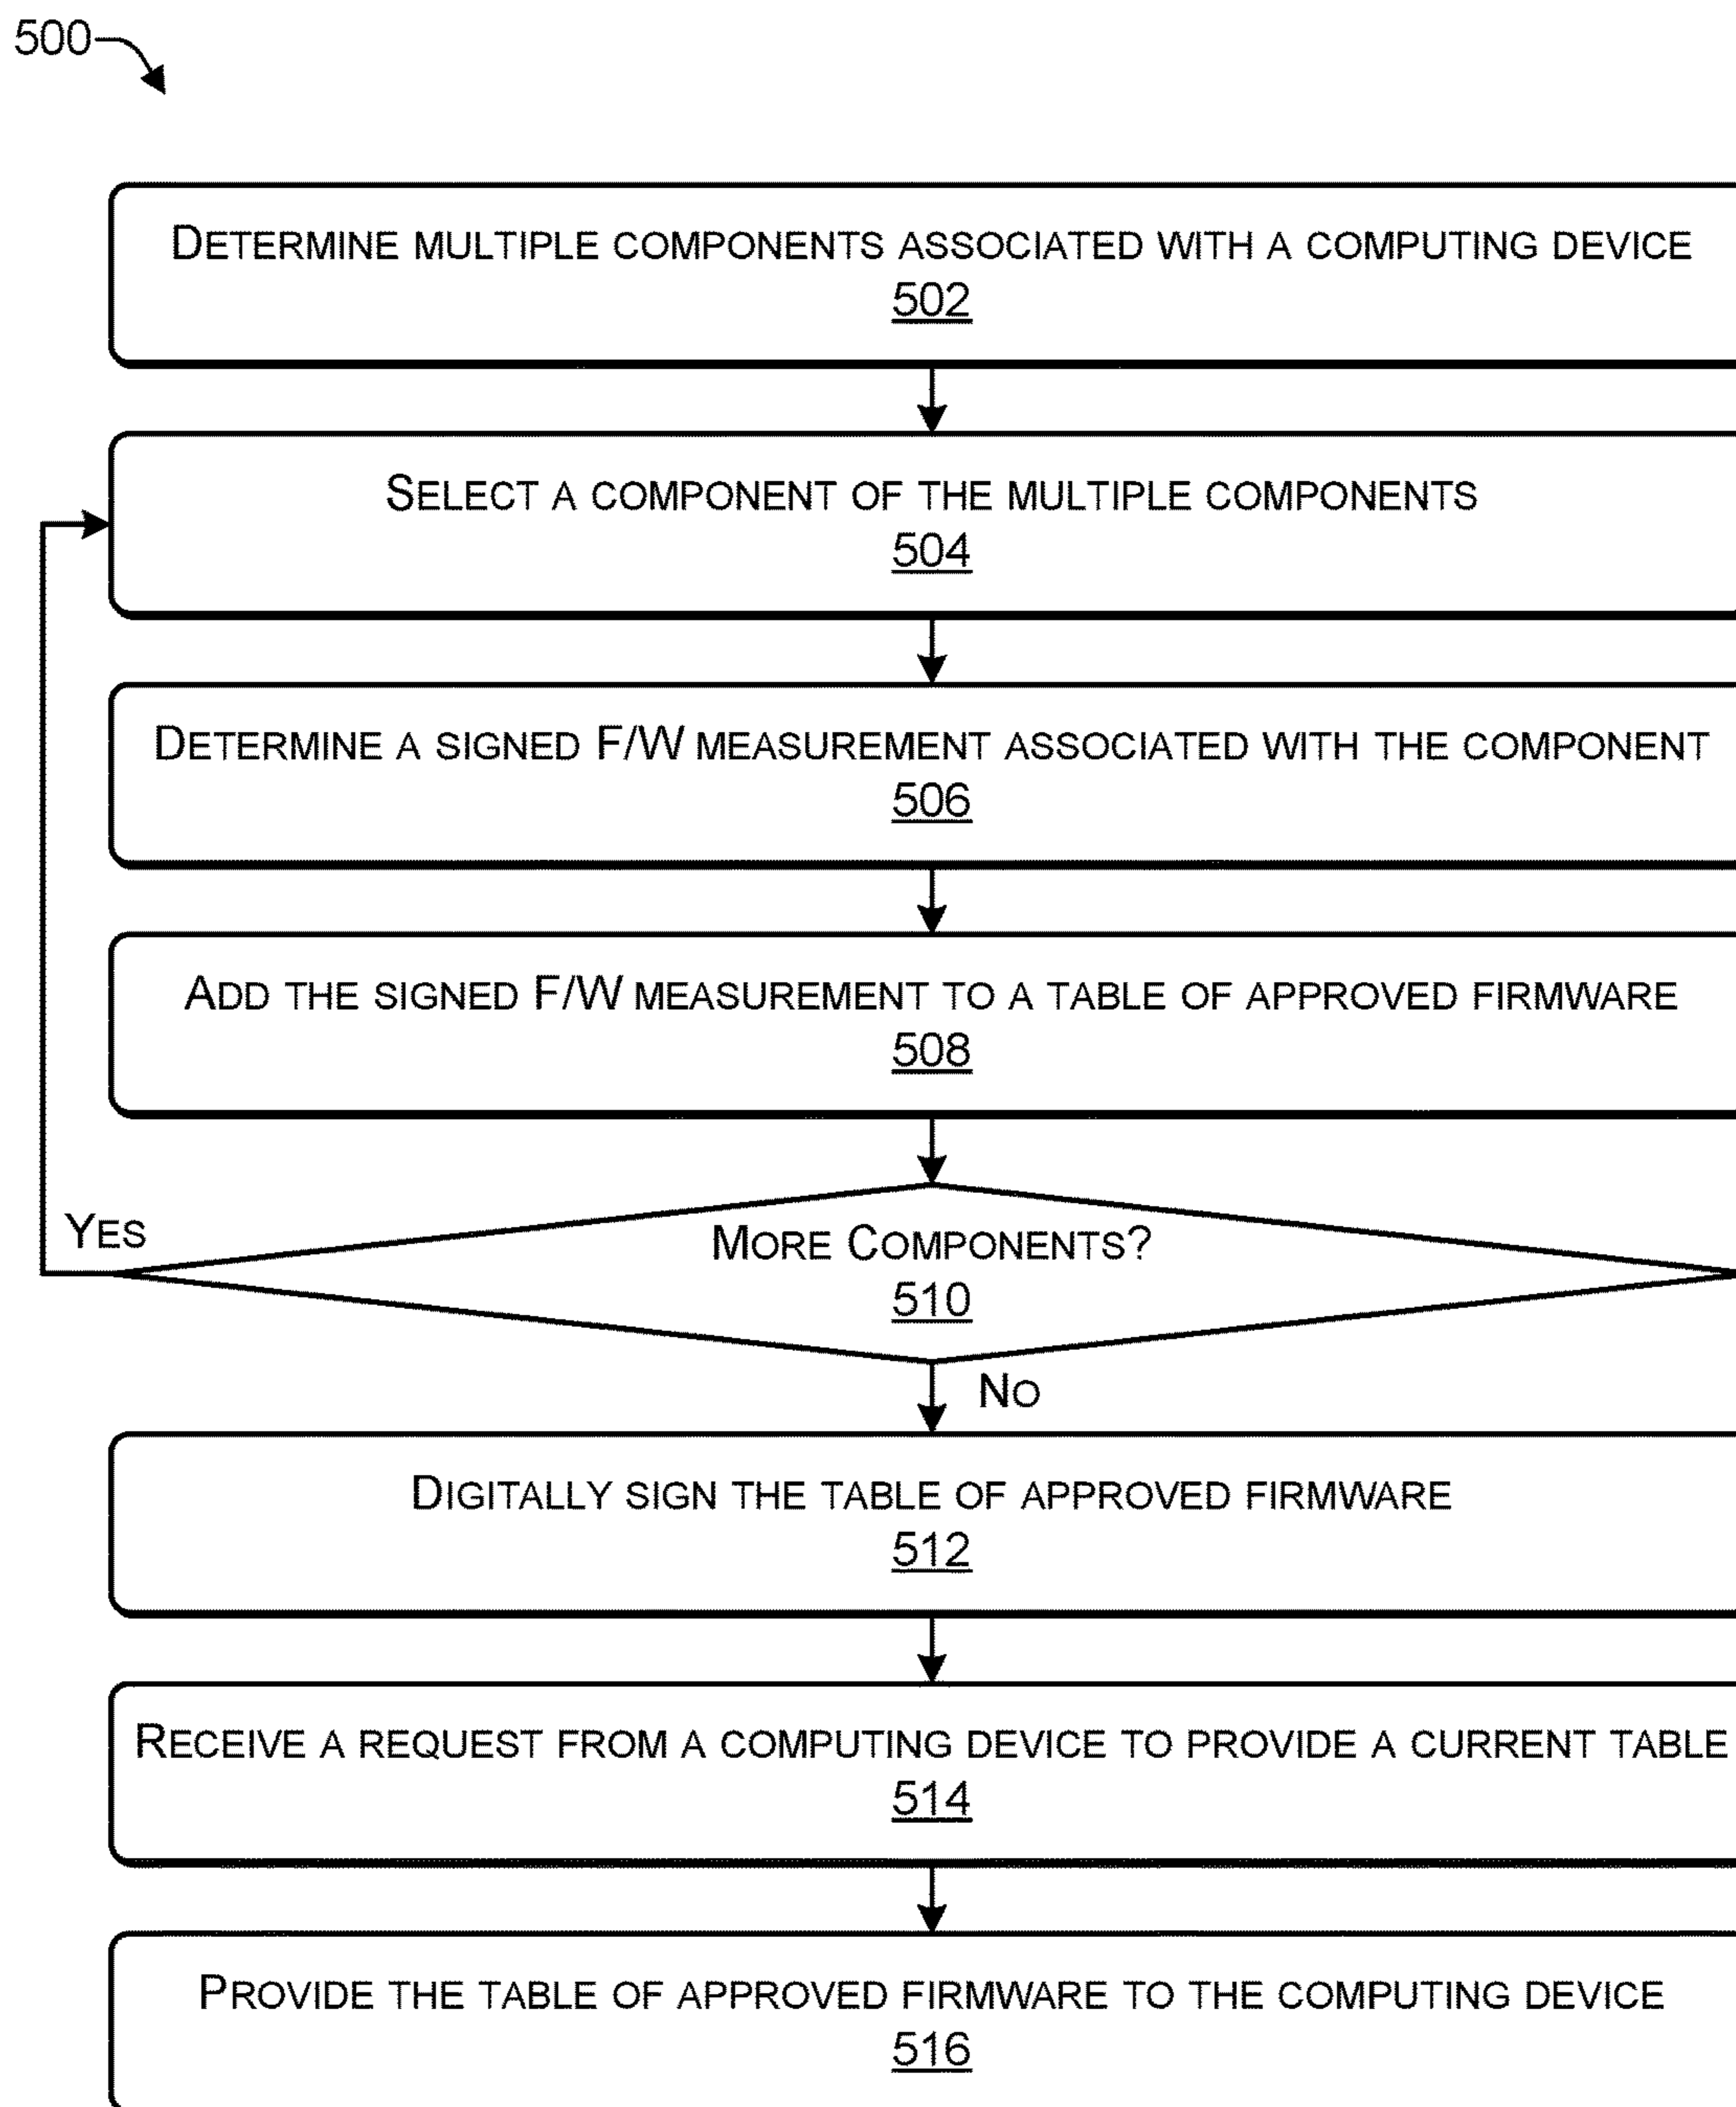 500
DETERMINE MULTIPLE COMPONENTS ASSOCIATED WITH A COMPUTING DEVICE
502
SELECT A COMPONENT OF THE MULTIPLE COMPONENTS
504
DETERMINE A SIGNED F/W MEASUREMENT ASSOCIATED WITH THE COMPONENT
506
ADD THE SIGNED F/W MEASUREMENT TO A TABLE OF APPROVED FIRMWARE
508
YES
MORE COMPONENTS?
510
NO
DIGITALLY SIGN THE TABLE OF APPROVED FIRMWARE
512
RECEIVE A REQUEST FROM A COMPUTING DEVICE TO PROVIDE A CURRENT TABLE
514
PROVIDE THE TABLE OF APPROVED FIRMWARE TO THE COMPUTING DEVICE
516